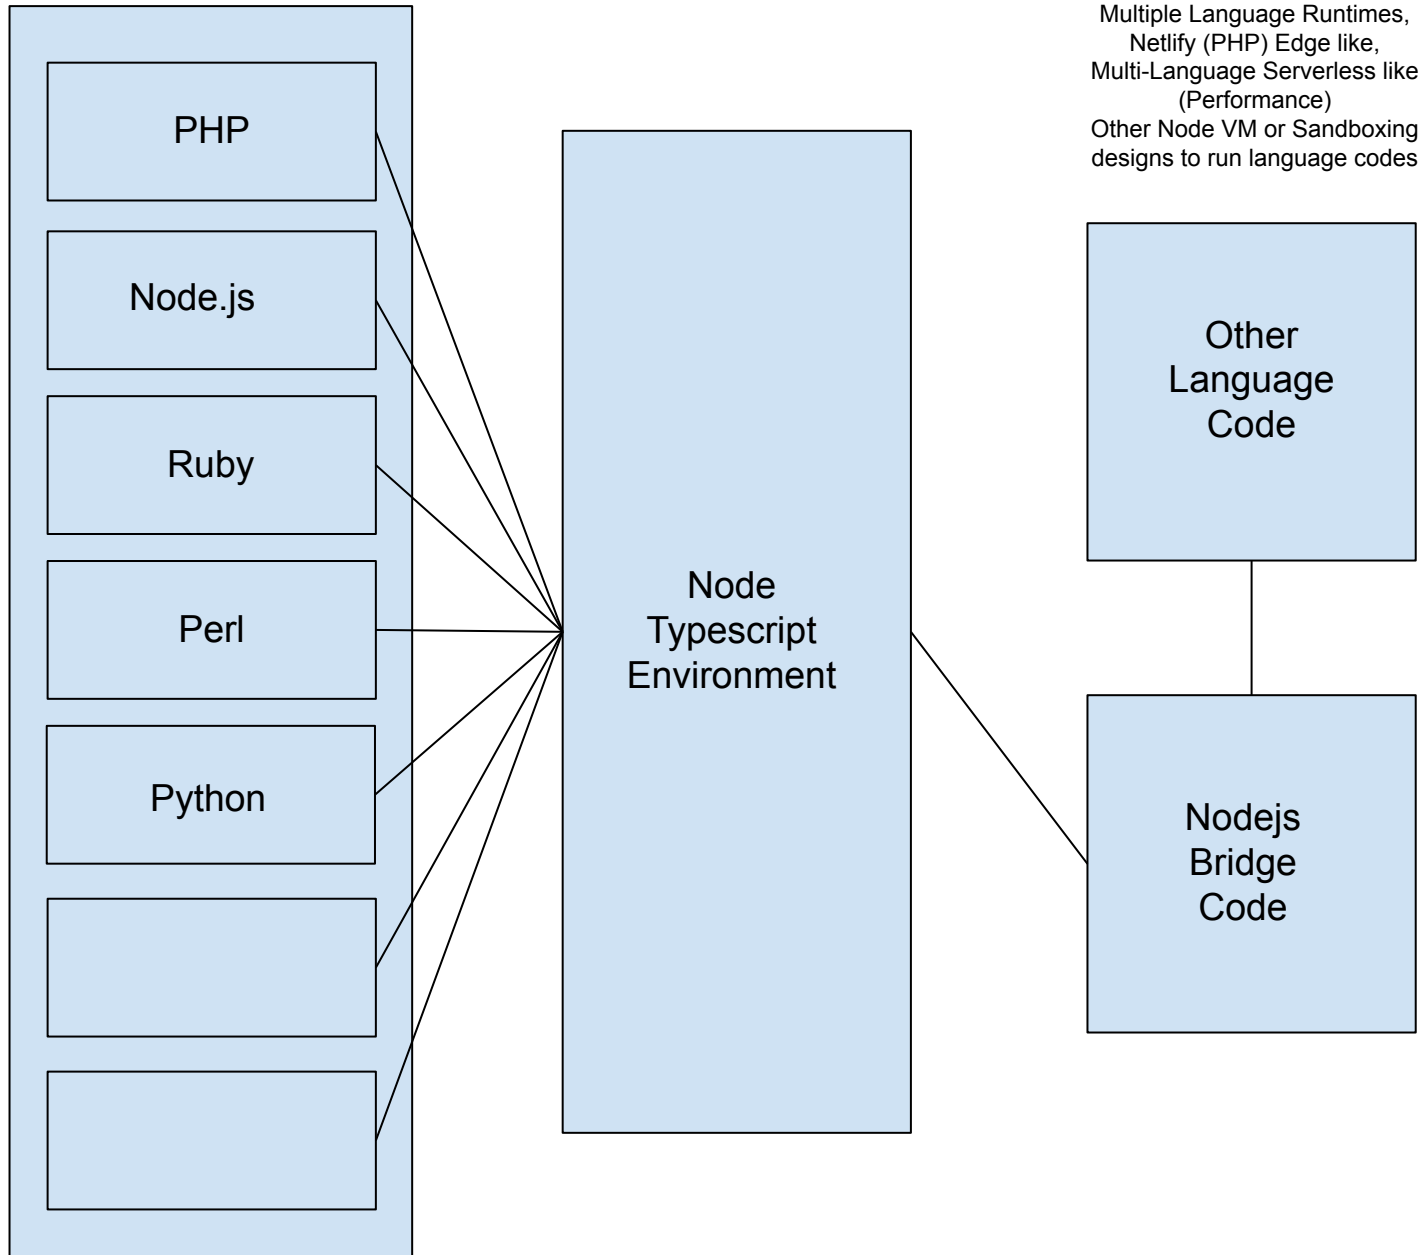 Multiple Language Runtimes,
Netlify (PHP) Edge like,
Multi-Language Serverless like
(Performance)
Other Node VM or Sandboxing
designs to run language codes
PHP
Node.js
Ruby
Perl
Python
Node
Typescript
Environment
Other
Language
Code
Nodejs
Bridge
Code